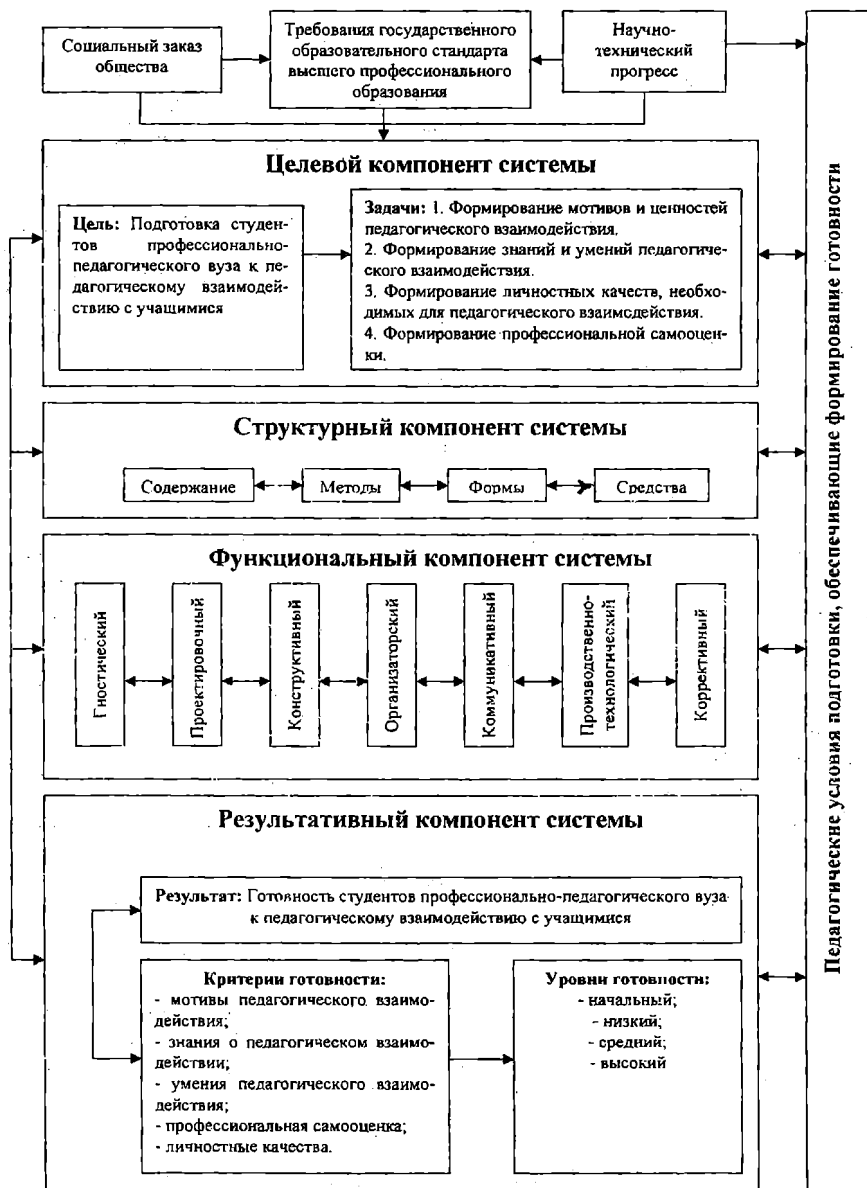 Социальный заказ
общества
Требования государственного
образовательного стандарта
высшего профессионального
образования
Научно-
технический
прогресс
Целевой компонент системы
Цель: Подготовка студен-
тов профессионально-
педагогического вуза к пе-
дагогическому взаимодей-
ствию с учащимися
Задачи: 1. Формирование мотивов и ценностей
педагогического взаимодействия.
2. Формирование знаний и умений педагогиче-
ского взаимодействия.
3. Формирование личностных качеств, необхо-
димых для педагогического взаимодействия.
4. Формирование профессиональной самооцен-
ки.
Структурный компонент системы
Содержание
Методы
Формы
Средства
Функциональный компонент системы
Гностический
Проектировочный
Конструктивный
Организаторский
Коммуникативный
Производственно-
технологический
Коррективный
Результативный компонент системы
Результат: Готовность студентов профессионально-педагогического вуза
к педагогическому взаимодействию с учащимися
Критерии готовности:
- мотивы педагогического взаимо-
действия;
- знания о педагогическом взаимо-
действии;
- умения педагогического взаимо-
действия;
- профессиональная самооценка;
- личностные качества.
Уровни готовности:
- начальный;
- низкий;
- средний;
- высокий
Педагогические условия подготовки, обеспечивающие формирование готовности